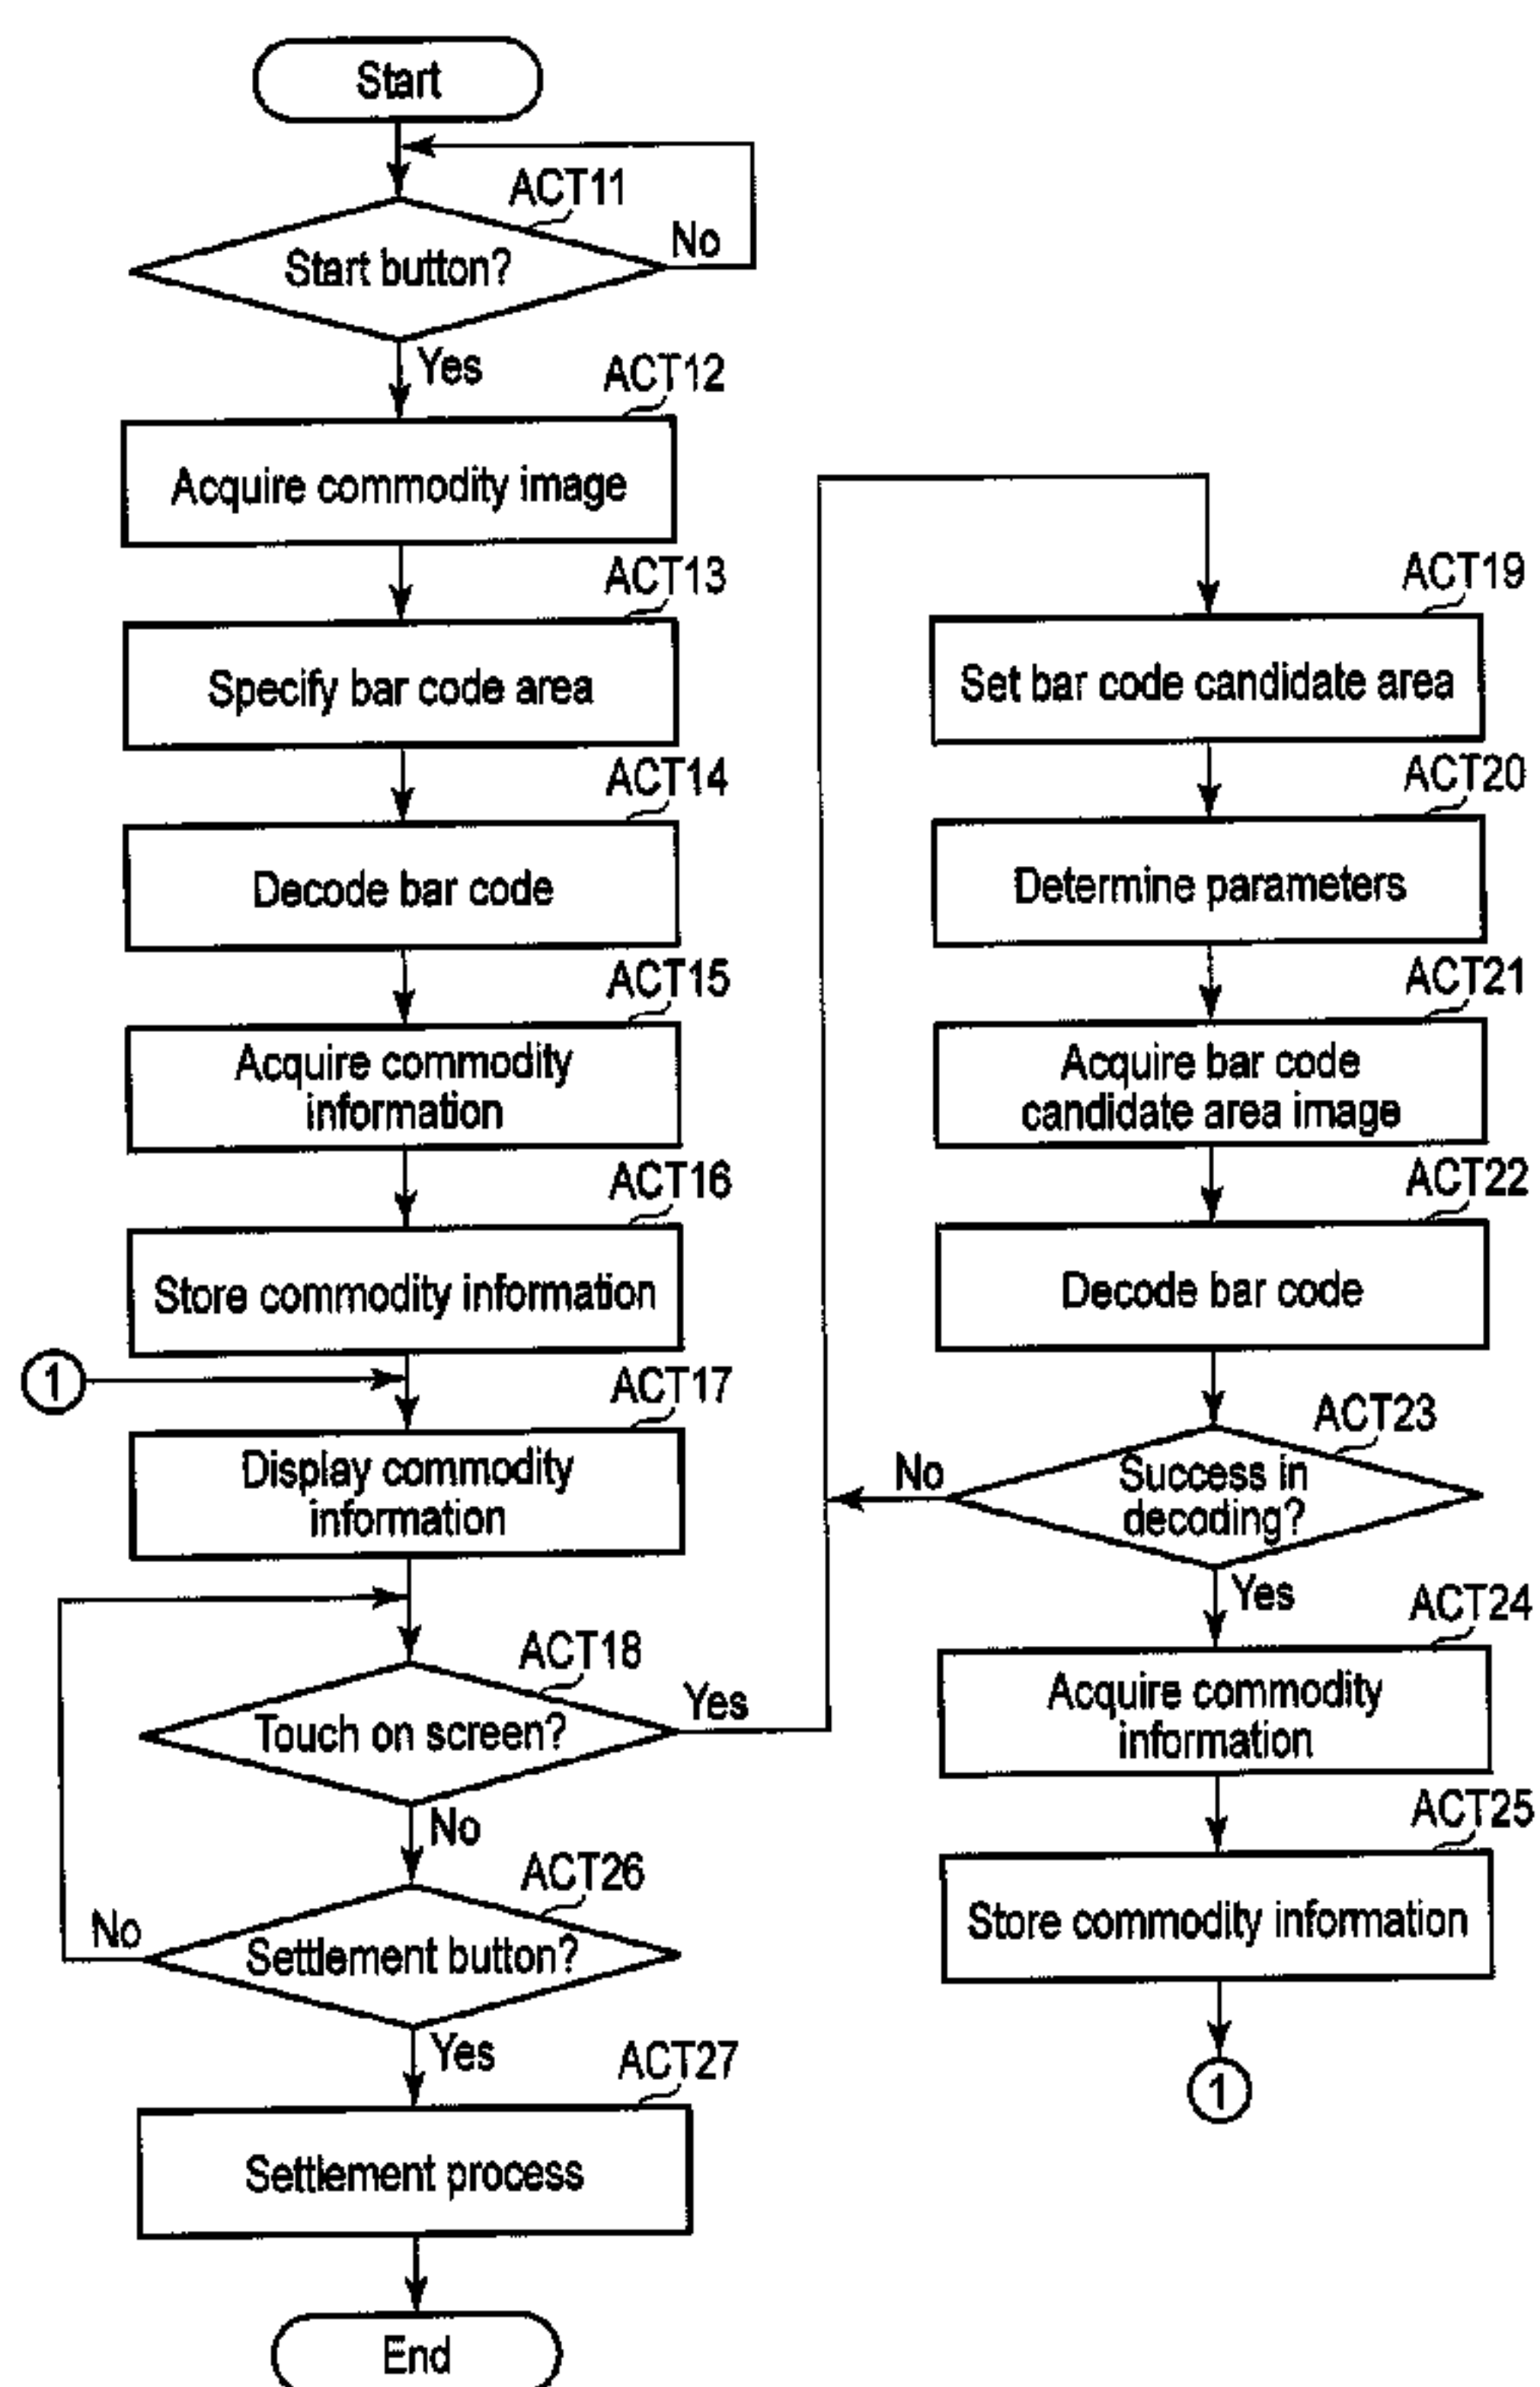 Start
ACT11
Start button?
No
Yes
ACT12
Acquire commodity image
ACT13
Specify bar code area
ACT14
Decode bar code
ACT15
Acquire commodity
information
ACT16
Store commodity information
1
ACT17
Display commodity
information
ACT18
Touch on screen?
Yes
No
ACT26
Settlement button?
No
Yes
ACT27
Settlement process
End
ACT19
Set bar code candidate area
ACT20
Determine parameters
ACT21
Acquire bar code
candidate area image
ACT22
Decode bar code
ACT23
Success in
decoding?
No
Yes
ACT24
Acquire commodity
information
ACT25
Store commodity information
1